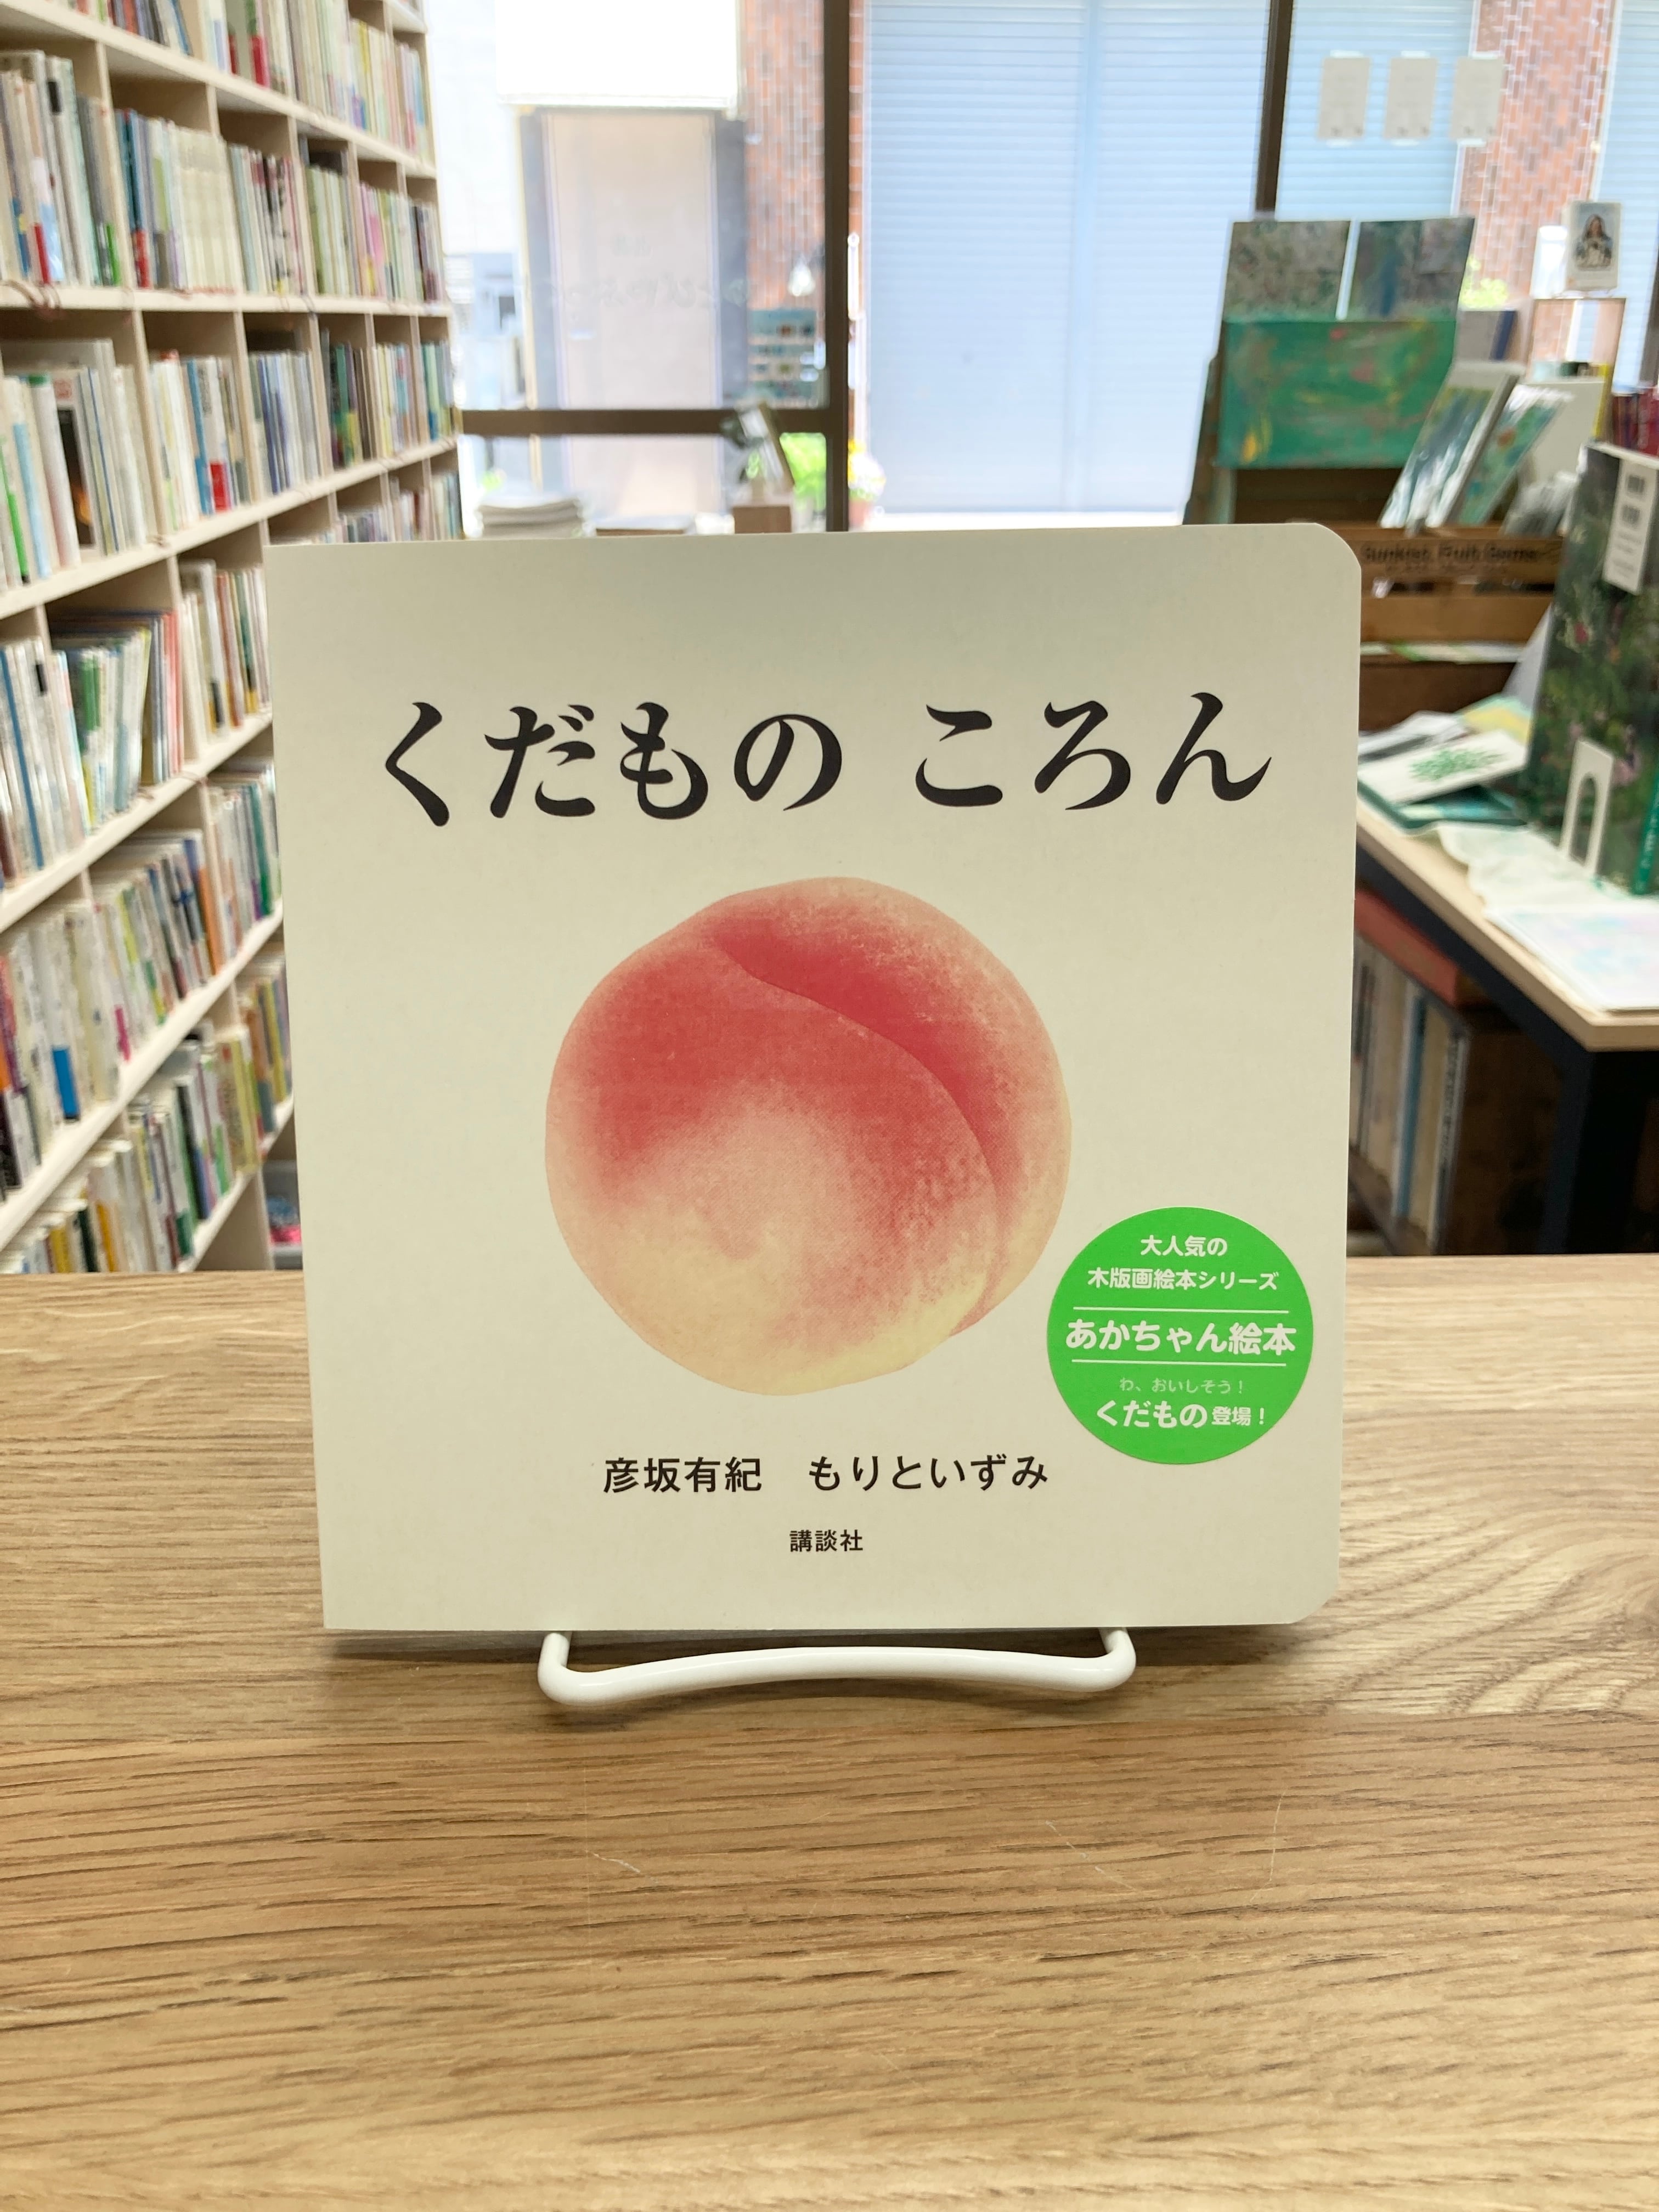 くだもの ころん
大人気の
木版画絵本シリーズ
あかちゃん絵本
わ、おいしそう！
くだもの登場！
彦坂有紀　もりといずみ
講談社